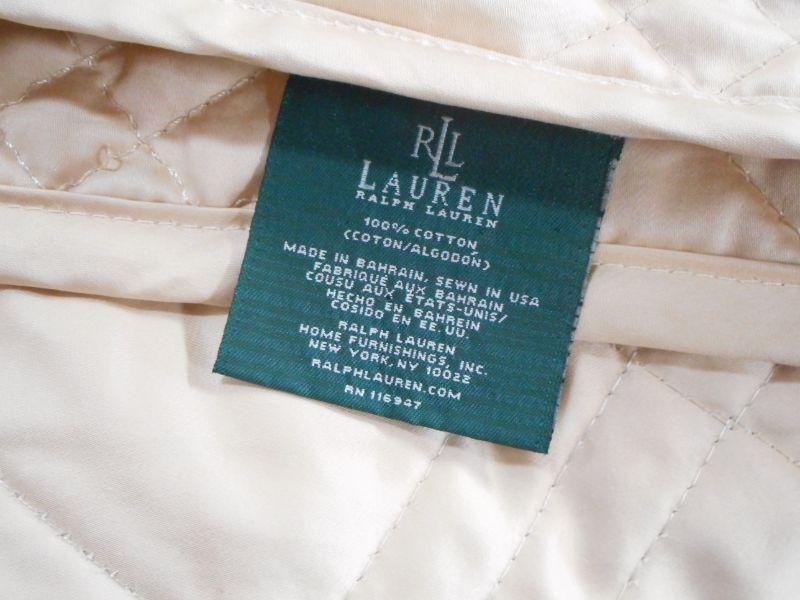 RLL
LAUREN
RALPH LAUREN
100% COTTON
(COTON/ALGODÓN)
MADE IN BAHRAIN, SEWN IN USA
FABRIQUÉ AUX BAHRAIN
COUSU AUX ÉTATS-UNIS/
HECHO EN BAHREIN
COSIDO EN EE.UU.
RALPH LAUREN
HOME FURNISHINGS, INC.
NEW YORK, NY 10022
RALPHLAUREN.COM
RN 116947